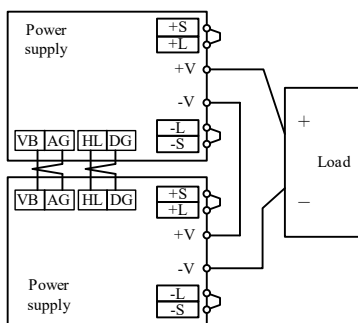 Power
supply
+S
+L
+V
-V
-L
-S
VB AG HL DG
+
Load
−
VB AG HL DG
+S
+L
+V
-V
-L
-S
Power
supply